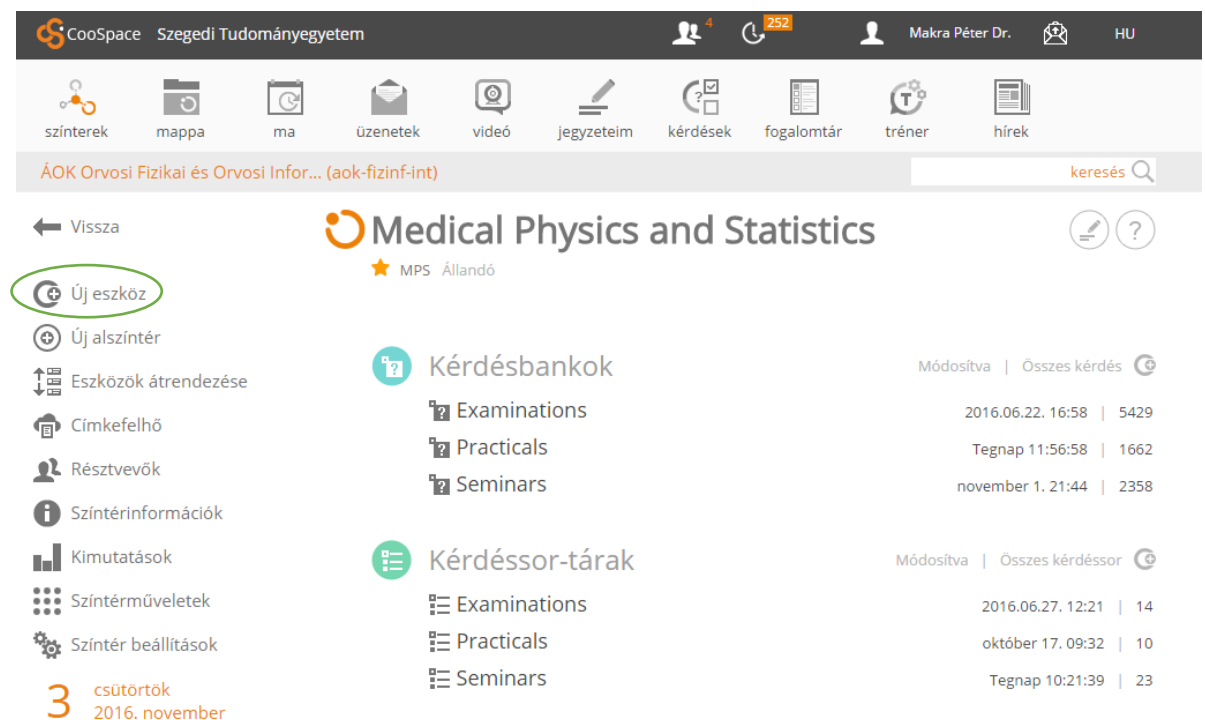 CooSpace Szegedi Tudományegyetem 4 252 Makra Péter Dr. HU
színterek mappa ma üzenetek videó jegyzeteim kérdések fogalomtár tréner hírek
ÁOK Orvosi Fizikai és Orvosi Infor... (aok-fizinf-int) keresés
Vissza
Medical Physics and Statistics
MPS Állandó
Új eszköz
Új alszíntér
Eszközök átrendezése
Címkefelhő
Résztvevők
Színtérinformációk
Kimutatások
Színtérműveletek
Színtér beállítások
3 csütörtök
2016. november
Kérdésbankok Módosítva | Összes kérdés
Examinations 2016.06.22. 16:58 | 5429
Practicals Tegnap 11:56:58 | 1662
Seminars november 1. 21:44 | 2358
Kérdéssor-tárak Módosítva | Összes kérdéssor
Examinations 2016.06.27. 12:21 | 14
Practicals október 17. 09:32 | 10
Seminars Tegnap 10:21:39 | 23